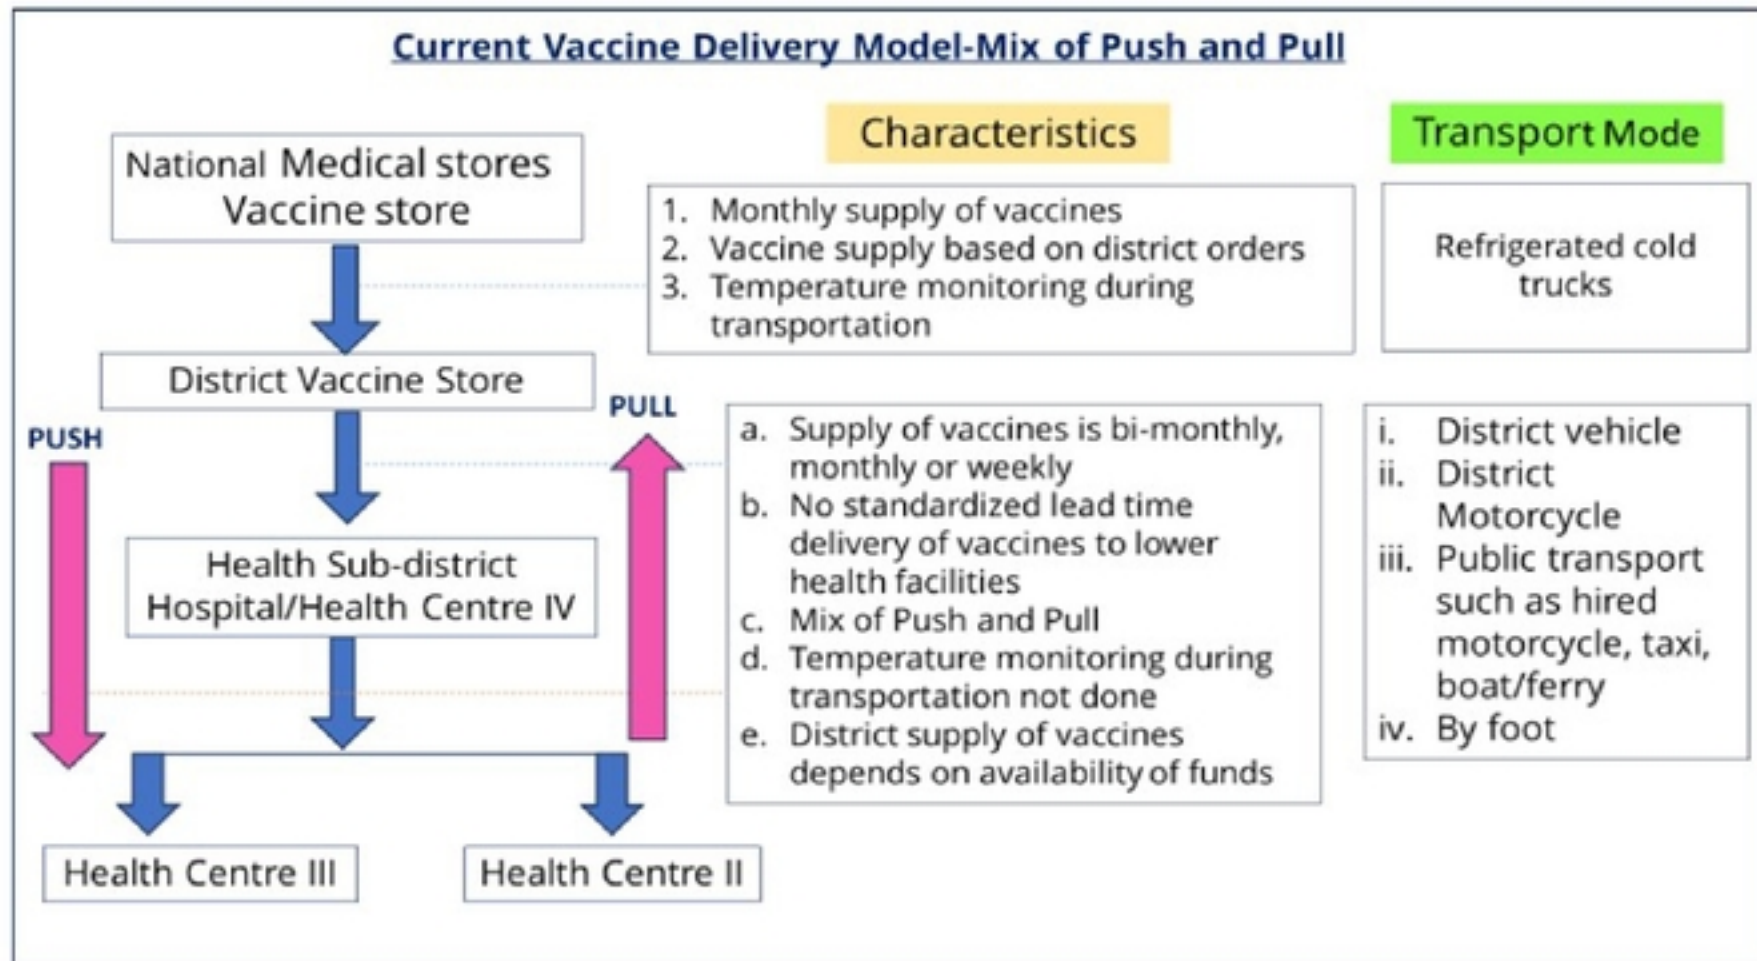 Current Vaccine Delivery Model-Mix of Push and Pull
Characteristics
Transport Mode
National Medical stores
Vaccine store
1. Monthly supply of vaccines
2. Vaccine supply based on district orders
3. Temperature monitoring during
transportation
Refrigerated cold
trucks
District Vaccine Store
PUSH
PULL
a. Supply of vaccines is bi-monthly,
monthly or weekly
b. No standardized lead time
delivery of vaccines to lower
health facilities
c. Mix of Push and Pull
d. Temperature monitoring during
transportation not done
e. District supply of vaccines
depends on availability of funds
i. District vehicle
ii. District
Motorcycle
iii. Public transport
such as hired
motorcycle, taxi,
boat/ferry
iv. By foot
Health Sub-district
Hospital/Health Centre IV
Health Centre III
Health Centre II